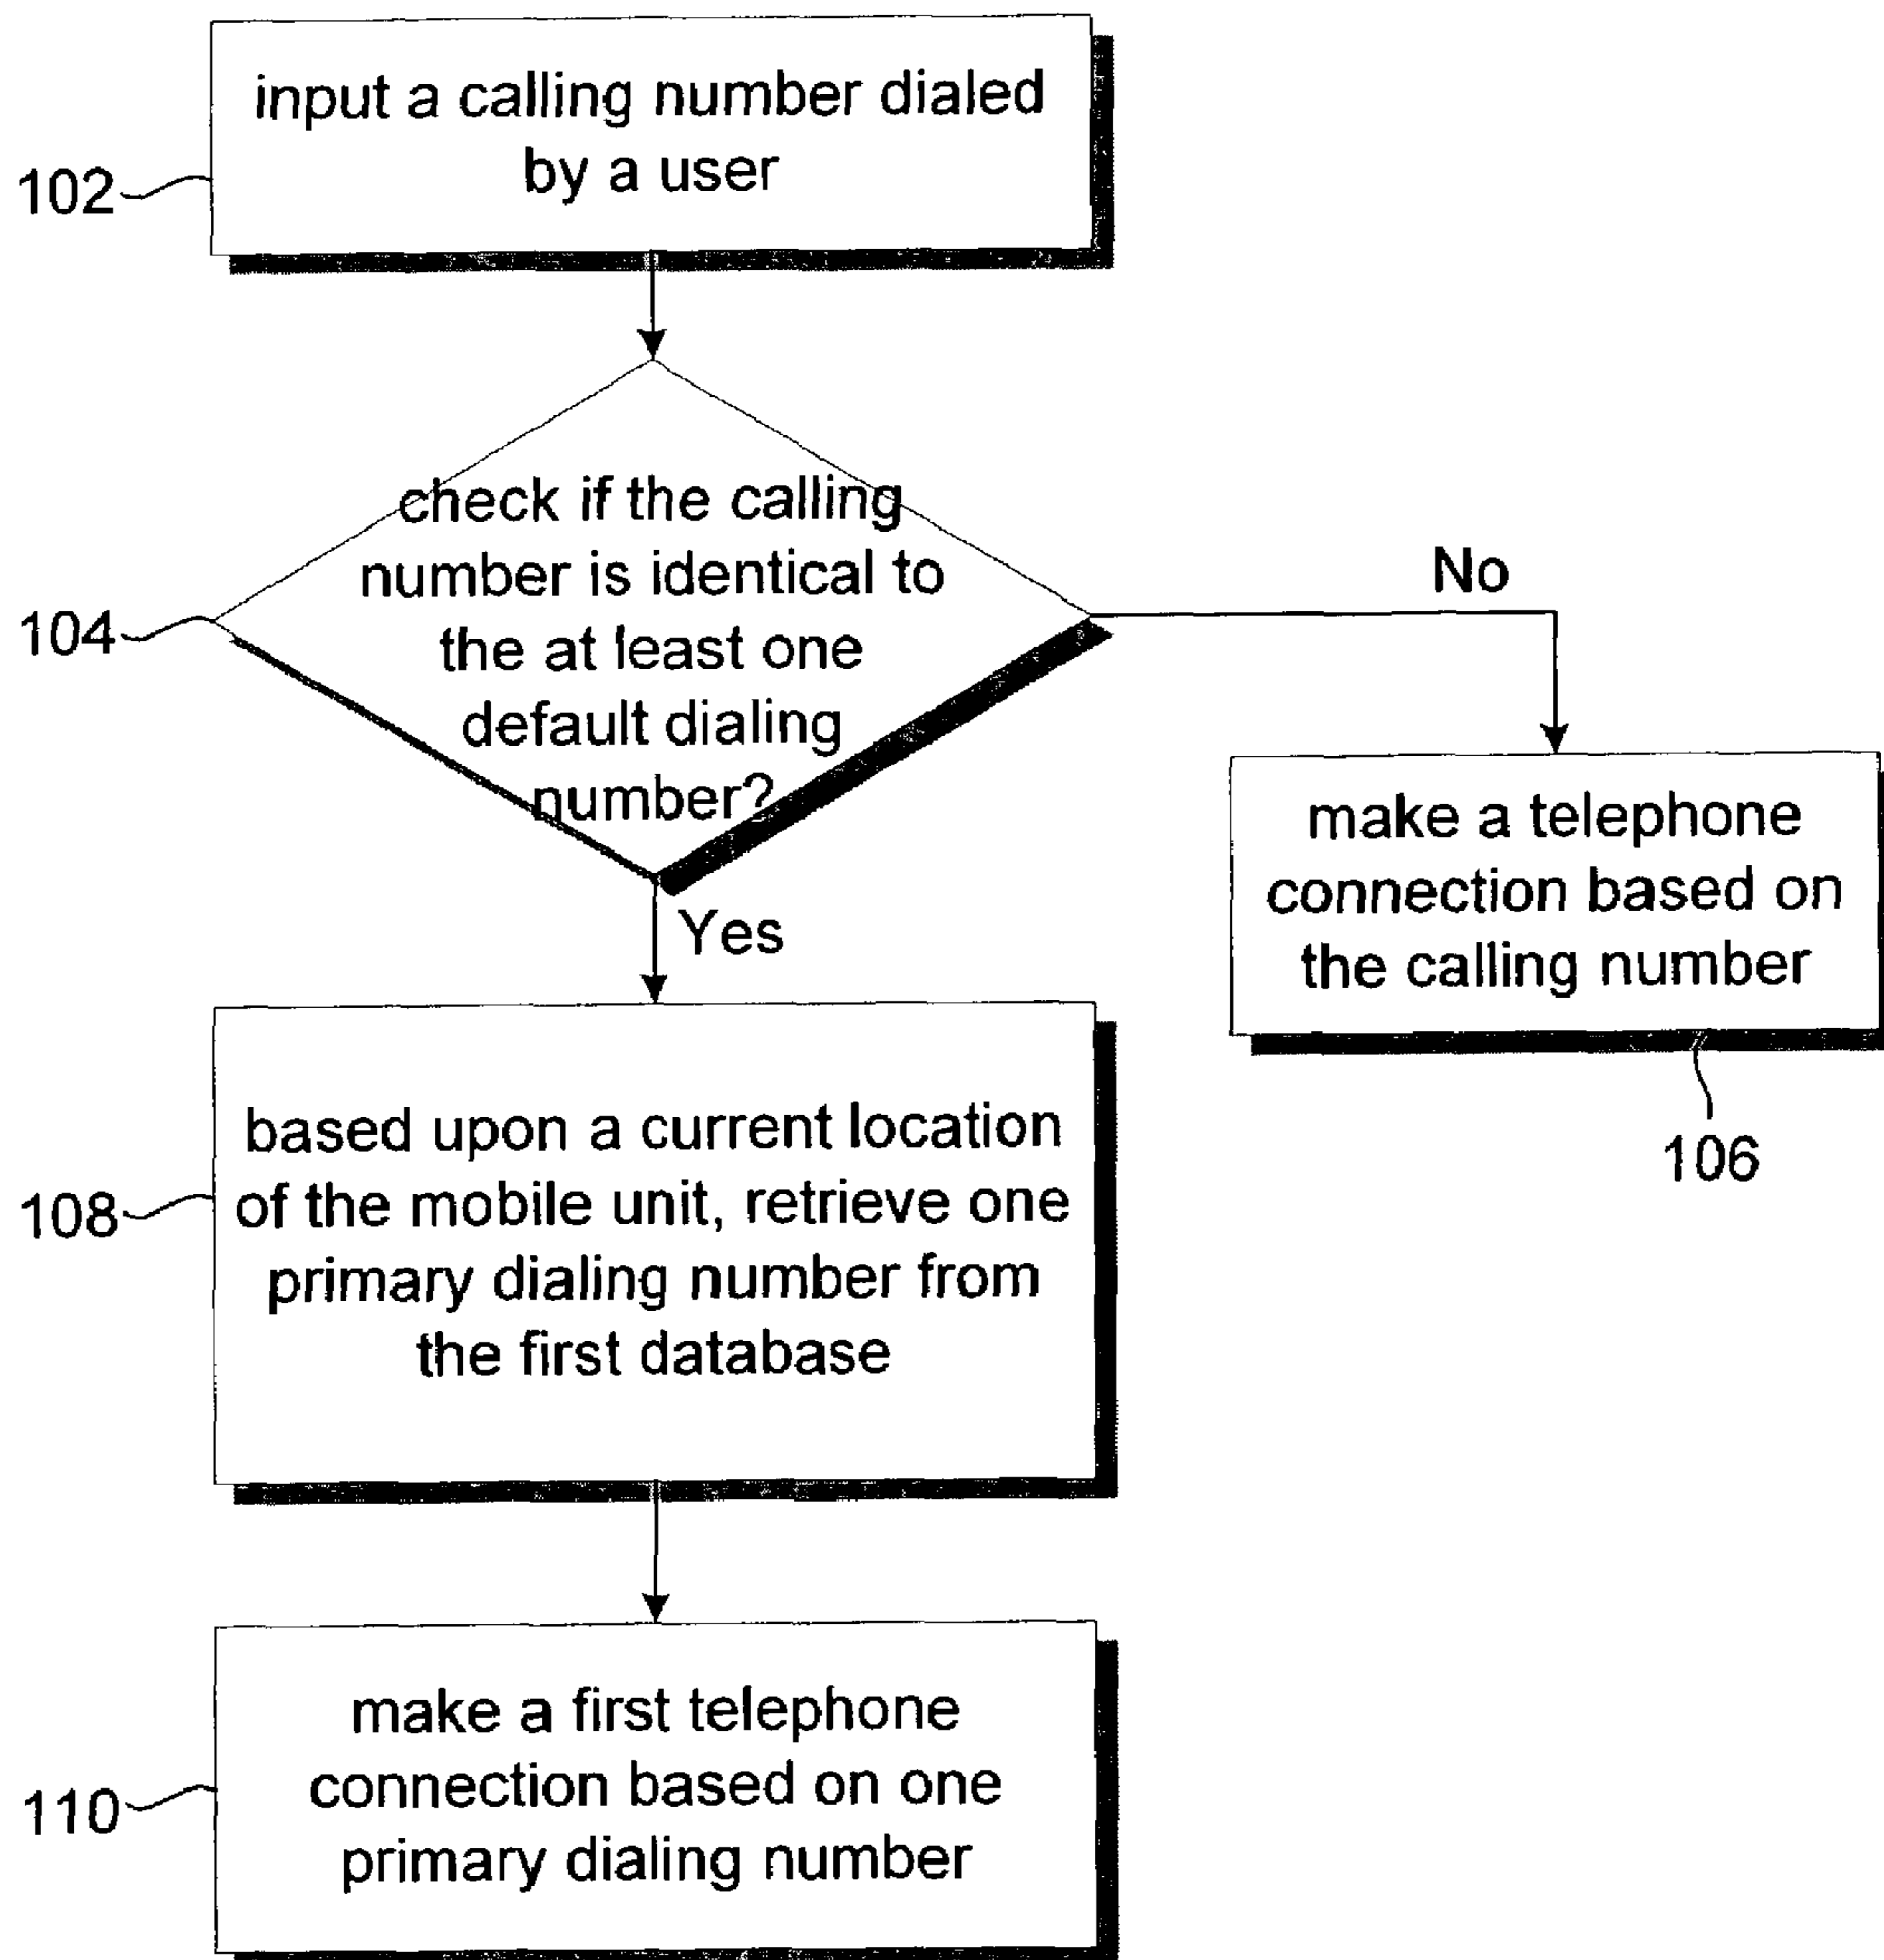 input a calling number dialed
by a user
102
check if the calling
number is identical to
the at least one
default dialing
number?
104
No
make a telephone
connection based on
the calling number
106
Yes
based upon a current location
of the mobile unit, retrieve one
primary dialing number from
the first database
108
make a first telephone
connection based on one
primary dialing number
110